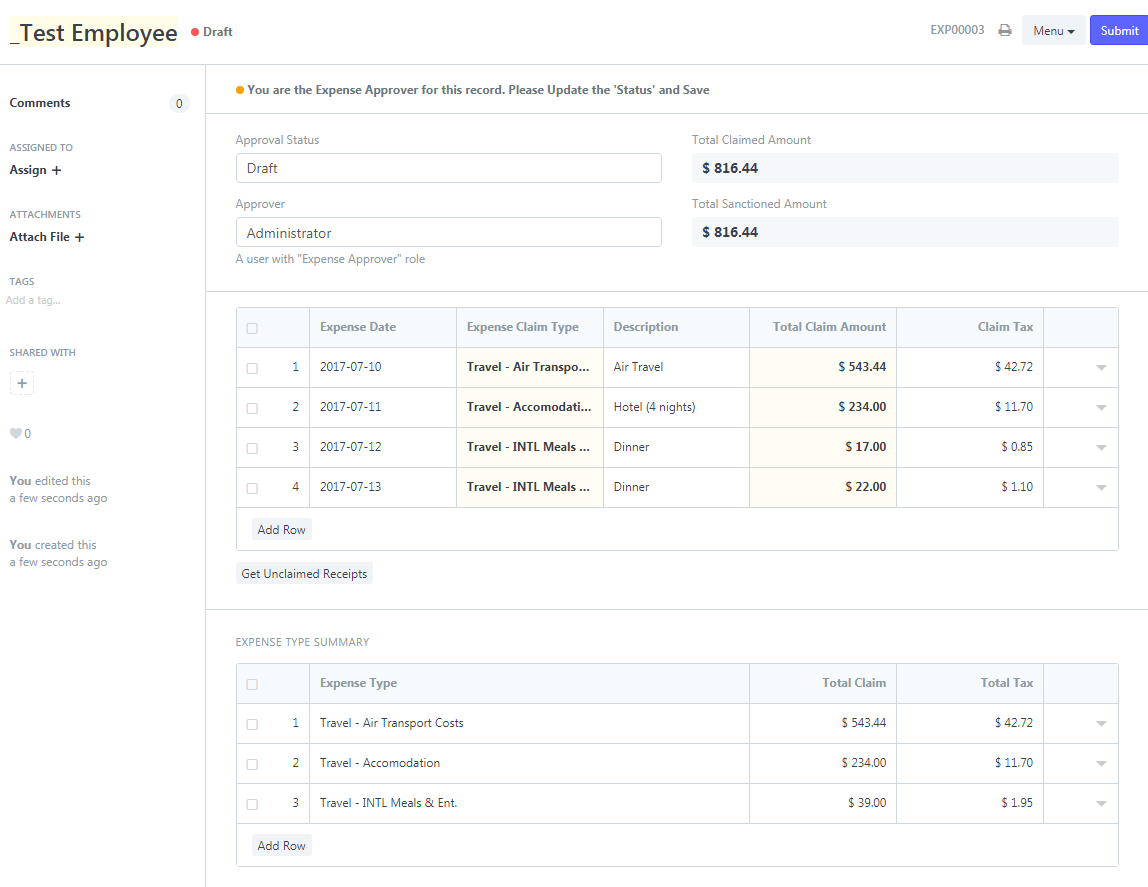 _Test Employee Draft EXP00003 Menu Submit
Comments 0
ASSIGNED TO
Assign +
ATTACHMENTS
Attach File +
TAGS
Add a tag...
SHARED WITH
+
0
You edited this
a few seconds ago
You created this
a few seconds ago
You are the Expense Approver for this record. Please Update the 'Status' and Save
Approval Status
Draft
Approver
Administrator
A user with "Expense Approver" role
Total Claimed Amount
$ 816.44
Total Sanctioned Amount
$ 816.44
Expense Date Expense Claim Type Description Total Claim Amount Claim Tax
1 2017-07-10 Travel - Air Transpo... Air Travel $ 543.44 $ 42.72
2 2017-07-11 Travel - Accomodati... Hotel (4 nights) $ 234.00 $ 11.70
3 2017-07-12 Travel - INTL Meals ... Dinner $ 17.00 $ 0.85
4 2017-07-13 Travel - INTL Meals ... Dinner $ 22.00 $ 1.10
Add Row
Get Unclaimed Receipts
EXPENSE TYPE SUMMARY
Expense Type Total Claim Total Tax
1 Travel - Air Transport Costs $ 543.44 $ 42.72
2 Travel - Accomodation $ 234.00 $ 11.70
3 Travel - INTL Meals & Ent. $ 39.00 $ 1.95
Add Row